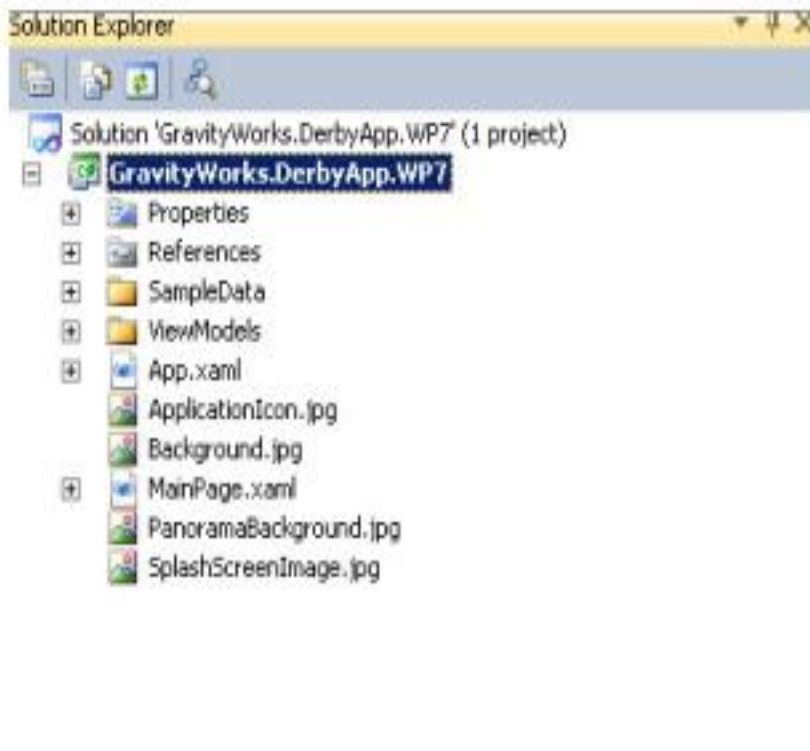 Solution Explorer
Solution 'GravityWorks.DerbyApp.WP7' (1 project)
GravityWorks.DerbyApp.WP7
Properties
References
SampleData
ViewModels
App.xaml
ApplicationIcon.jpg
Background.jpg
MainPage.xaml
PanoramaBackground.jpg
SplashScreenImage.jpg